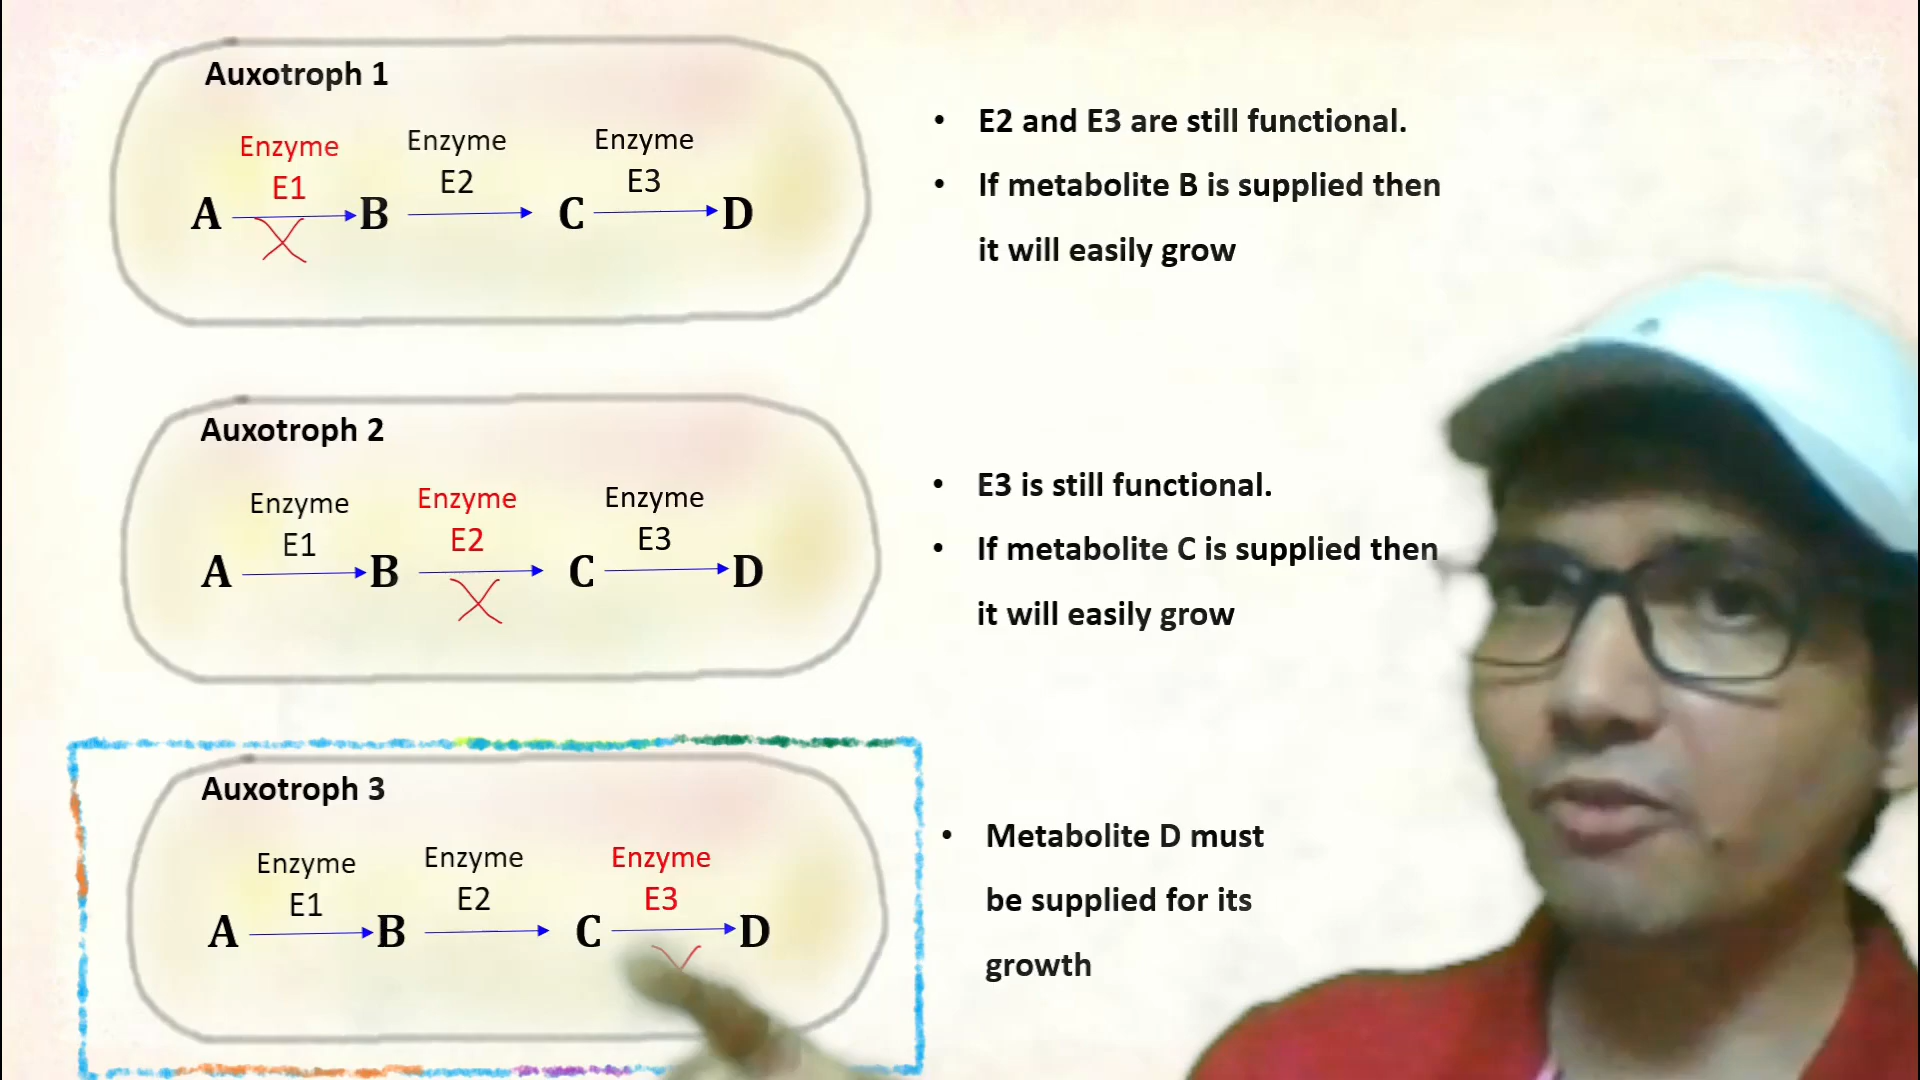 Auxotroph 1
Enzyme Enzyme Enzyme
E1 E2 E3
A B C D
• E2 and E3 are still functional.
• If metabolite B is supplied then
it will easily grow
Auxotroph 2
Enzyme Enzyme Enzyme
E1 E2 E3
A B C D
• E3 is still functional.
• If metabolite C is supplied then
it will easily grow
Auxotroph 3
Enzyme Enzyme Enzyme
E1 E2 E3
A B C D
• Metabolite D must
be supplied for its
growth